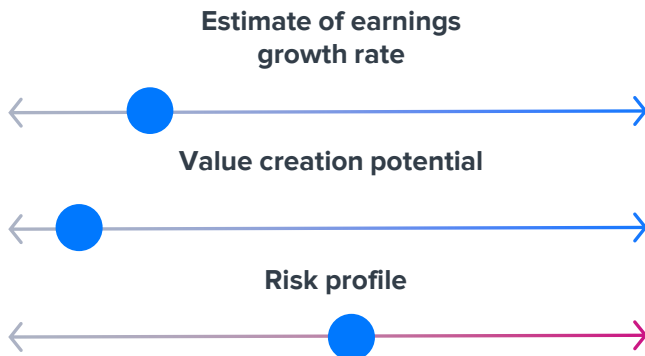 Estimate of earnings
growth rate
Value creation potential
Risk profile